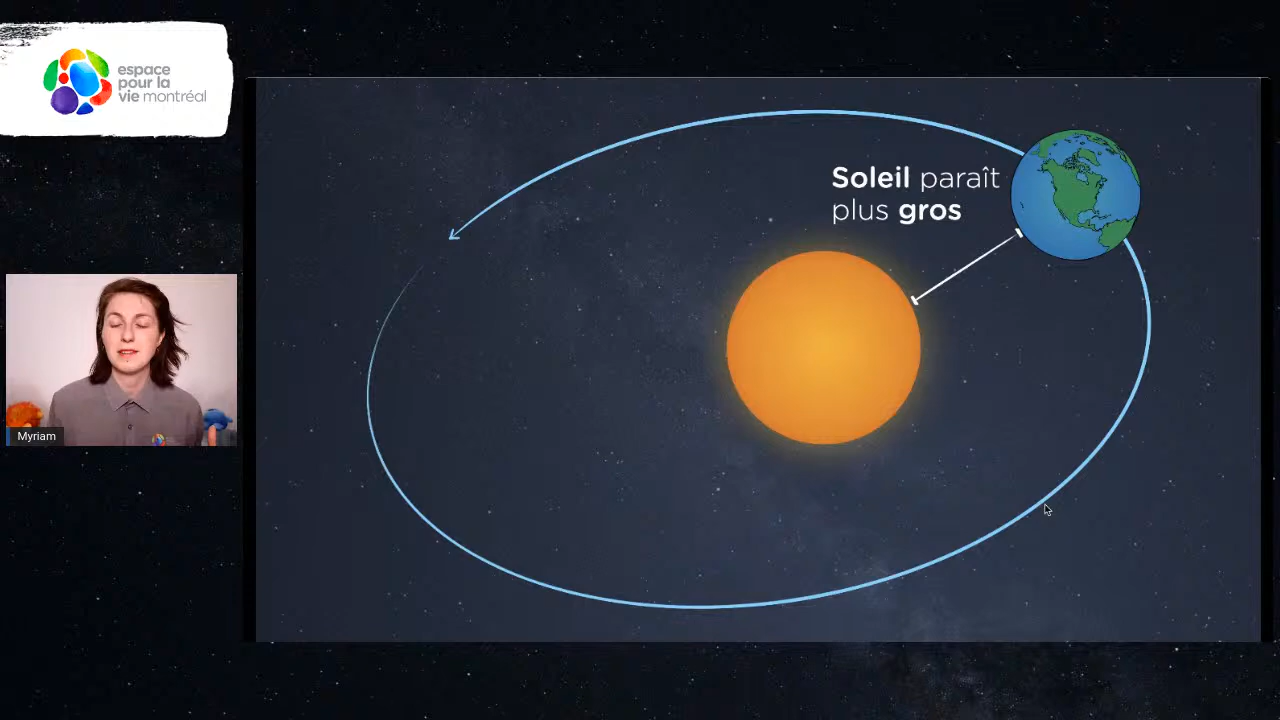 espace
pour la
vie montréal
Soleil paraît
plus gros
Myriam